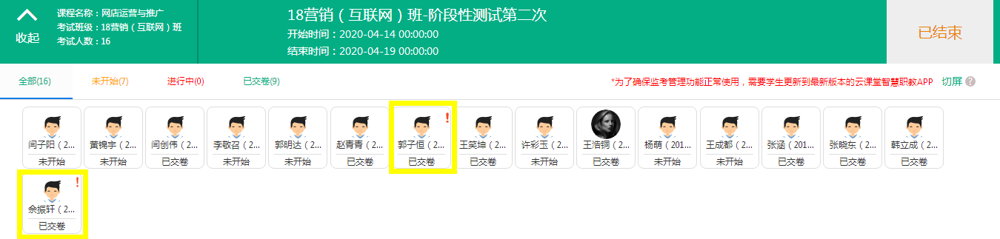 收起
课程名称：网店运营与推广
考试班级：18营销（互联网）班
考试人数：16
18营销（互联网）班-阶段性测试第二次
开始时间：2020-04-14 00:00:00
结束时间：2020-04-19 00:00:00
已结束
全部(16) 未开始(7) 进行中(0) 已交卷(9) *为了确保监考管理功能正常使用，需要学生更新到最新版本的云课堂智慧职教APP 切屏 ?
! 
闫子阳（2... 黄锦宇（2... 闫创伟（2... 李敬召（2... 郭明达（2... 赵青青（2... 郭子恒（2... 王笑坤（2... 许彩玉（2... 王浩锏（2... 杨萌（201... 王成都（2... 张涵（201... 张晓东（2... 韩立成（2...
未开始 未开始 已交卷 未开始 未开始 已交卷 已交卷 已交卷 未开始 已交卷 未开始 未开始 已交卷 已交卷 已交卷
!
佘振轩（2...
已交卷